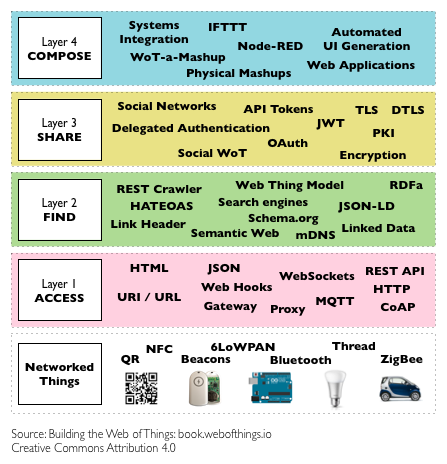 Layer 4
COMPOSE
Systems
Integration
IFTTT
Node-RED
Automated
UI Generation
WoT-a-Mashup
Physical Mashups
Web Applications
Layer 3
SHARE
Social Networks
API Tokens
TLS
DTLS
Delegated Authentication
JWT
PKI
OAuth
Social WoT
Encryption
Layer 2
FIND
REST Crawler
Web Thing Model
RDFa
HATEOAS
Search engines
JSON-LD
Link Header
Schema.org
Semantic Web
mDNS
Linked Data
Layer 1
ACCESS
HTML
JSON
WebSockets
REST API
URI / URL
Web Hooks
HTTP
Gateway
Proxy
MQTT
CoAP
Networked
Things
QR
NFC
Beacons
6LoWPAN
Bluetooth
Thread
ZigBee
Source: Building the Web of Things: book.webofthings.io
Creative Commons Attribution 4.0